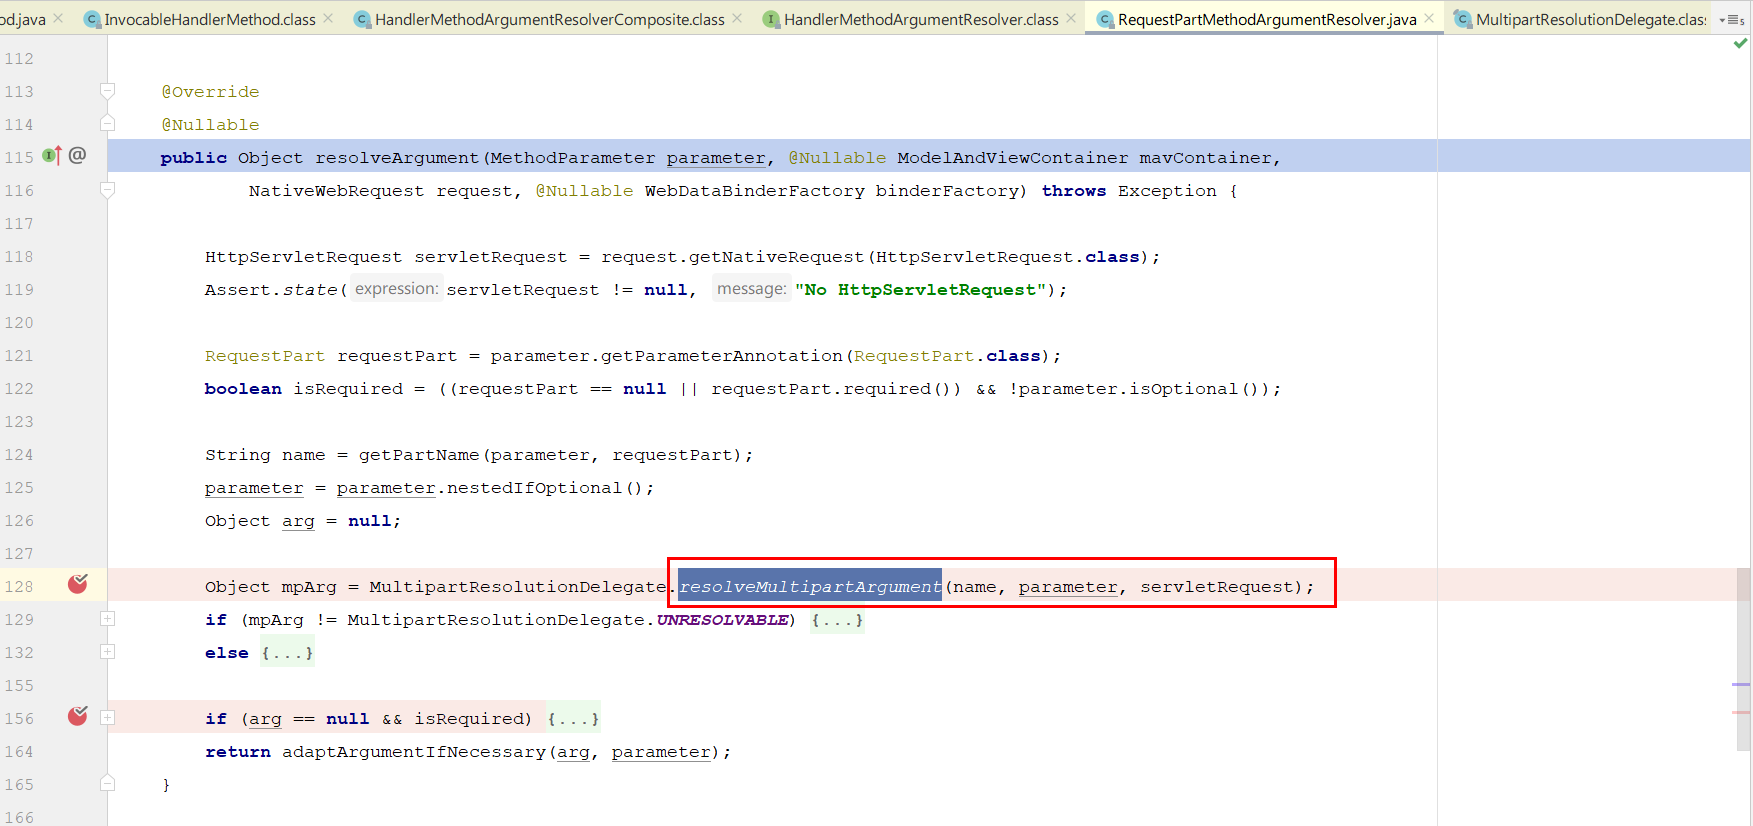 od.java InvocableHandlerMethod.class HandlerMethodArgumentResolverComposite.class HandlerMethodArgumentResolver.class RequestPartMethodArgumentResolver.java MultipartResolutionDelegate.clas 5
112
113 @Override
114 @Nullable
115 I @ public Object resolveArgument(MethodParameter parameter, @Nullable ModelAndViewContainer mavContainer,
116 NativeWebRequest request, @Nullable WebDataBinderFactory binderFactory) throws Exception {
117
118 HttpServletRequest servletRequest = request.getNativeRequest(HttpServletRequest.class);
119 Assert.state( expression: servletRequest != null, message: "No HttpServletRequest");
120
121 RequestPart requestPart = parameter.getParameterAnnotation(RequestPart.class);
122 boolean isRequired = ((requestPart == null || requestPart.required()) && !parameter.isOptional());
123
124 String name = getPartName(parameter, requestPart);
125 parameter = parameter.nestedIfOptional();
126 Object arg = null;
127
128 Object mpArg = MultipartResolutionDelegate.resolveMultipartArgument(name, parameter, servletRequest);
129 if (mpArg != MultipartResolutionDelegate.UNRESOLVABLE) {...}
132 else {...}
155
156 if (arg == null && isRequired) {...}
164 return adaptArgumentIfNecessary(arg, parameter);
165 }
166